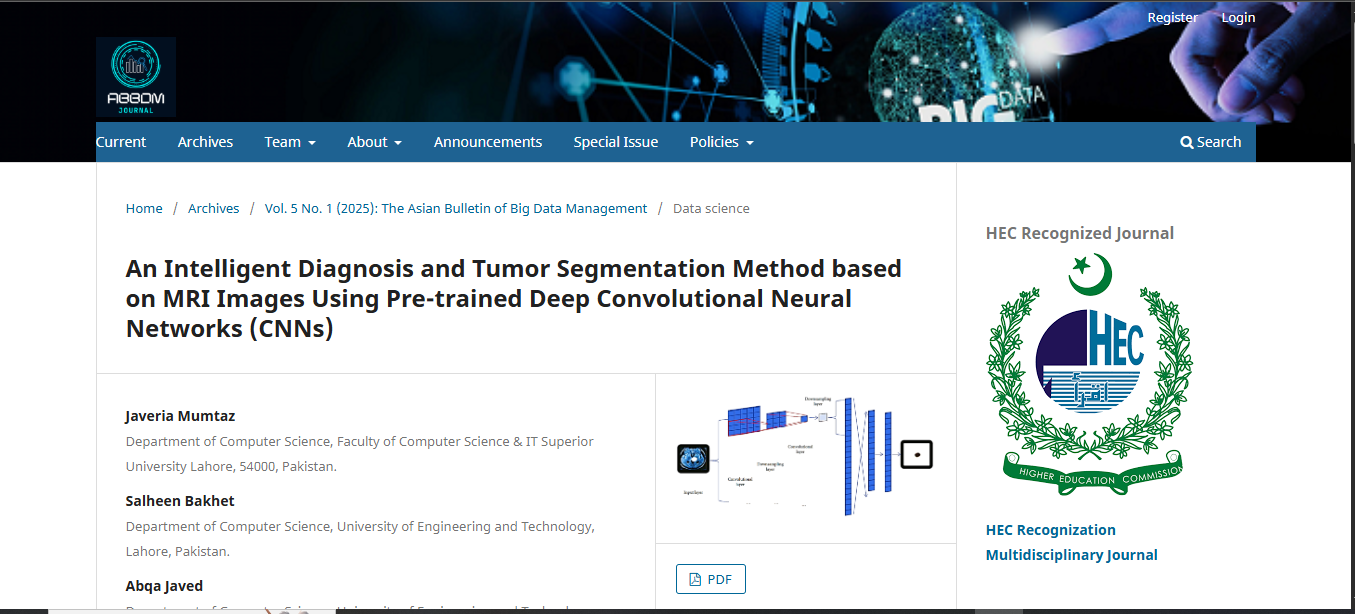 Register Login
ABBDM
JOURNAL
BIG DATA
Current Archives Team About Announcements Special Issue Policies Search
Home / Archives / Vol. 5 No. 1 (2025): The Asian Bulletin of Big Data Management / Data science
An Intelligent Diagnosis and Tumor Segmentation Method based
on MRI Images Using Pre-trained Deep Convolutional Neural
Networks (CNNs)
Javeria Mumtaz
Department of Computer Science, Faculty of Computer Science & IT Superior
University Lahore, 54000, Pakistan.
Salheen Bakhet
Department of Computer Science, University of Engineering and Technology,
Lahore, Pakistan.
Abqa Javed
Downsampling
layer
Convolutional
layer
Downsampling
layer
Convolutional
layer
Input layer
PDF
HEC Recognized Journal
HEC
HIGHER EDUCATION COMMISSION
HEC Recognization
Multidisciplinary Journal